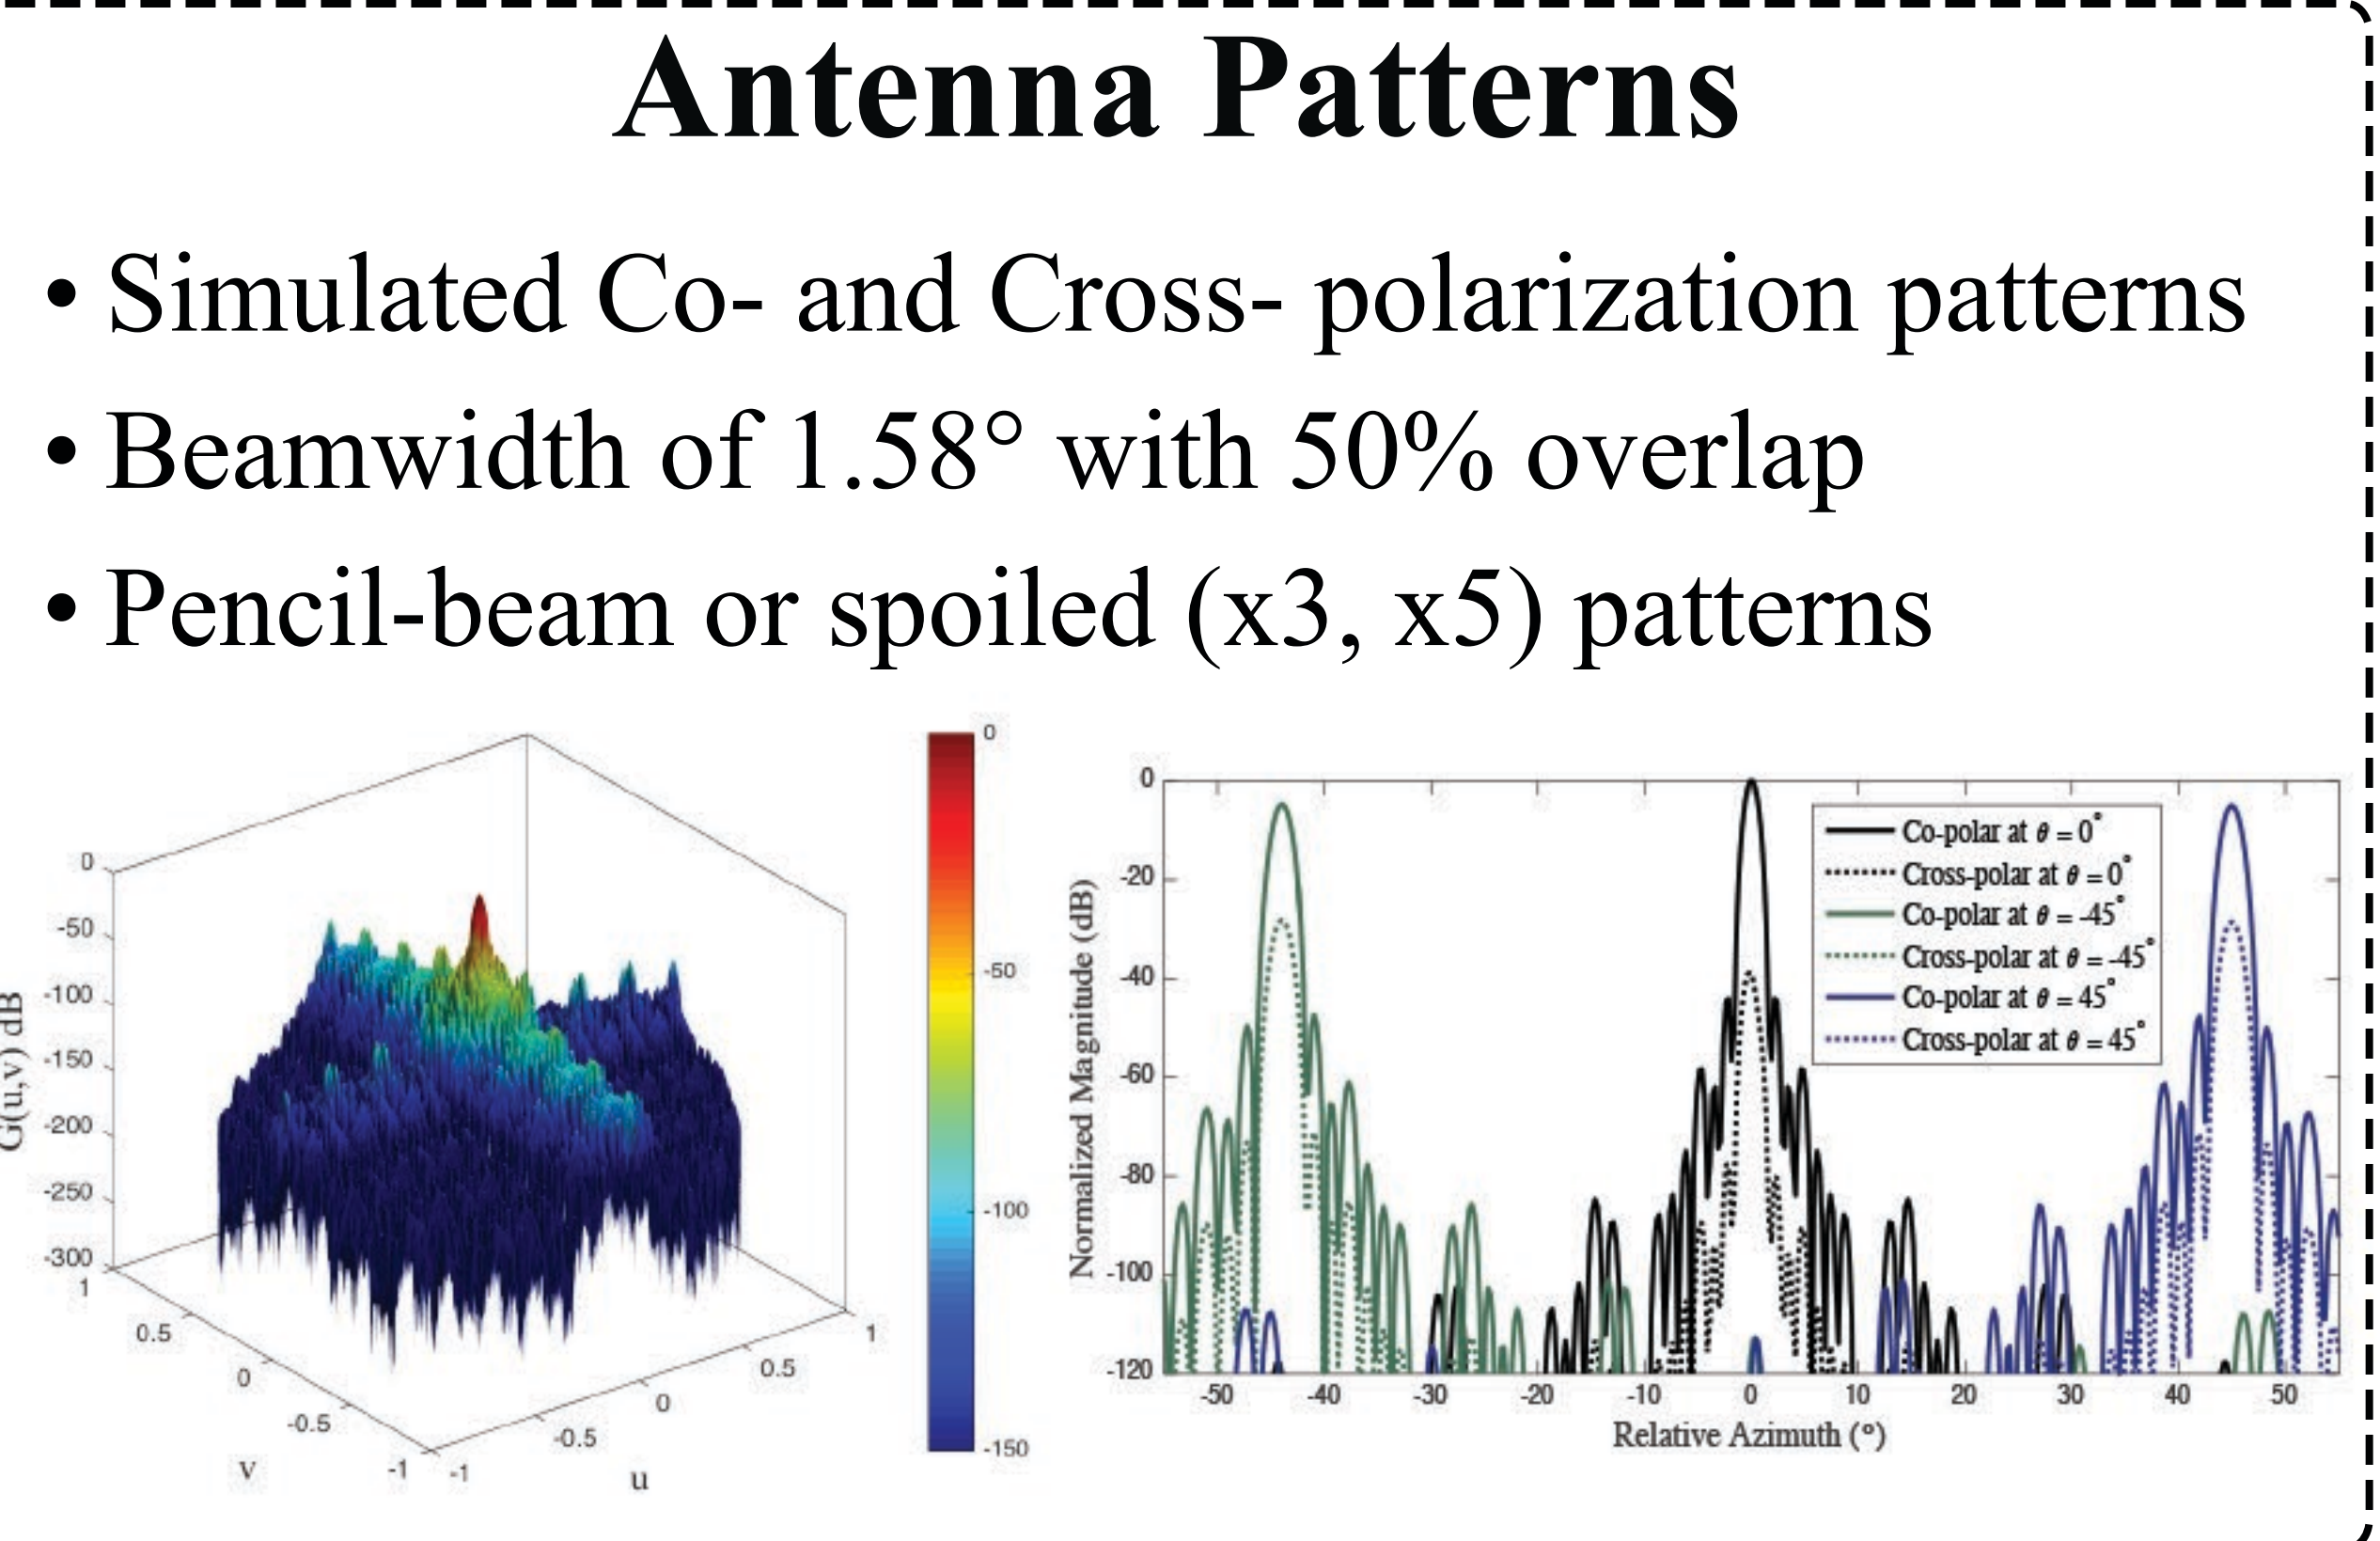 Antenna Patterns
• Simulated Co- and Cross- polarization patterns
• Beamwidth of 1.58° with 50% overlap
• Pencil-beam or spoiled (x3, x5) patterns
G(u,v) dB
0
-50
-100
-150
-200
-250
-300
1
0.5
0
-0.5
-1
v
-1
-0.5
0
0.5
1
u
0
-50
-100
-150
Normalized Magnitude (dB)
0
-20
-40
-60
-80
-100
-120
Co-polar at θ = 0°
Cross-polar at θ = 0°
Co-polar at θ = -45°
Cross-polar at θ = -45°
Co-polar at θ = 45°
Cross-polar at θ = 45°
-50 -40 -30 -20 -10 0 10 20 30 40 50
Relative Azimuth (°)